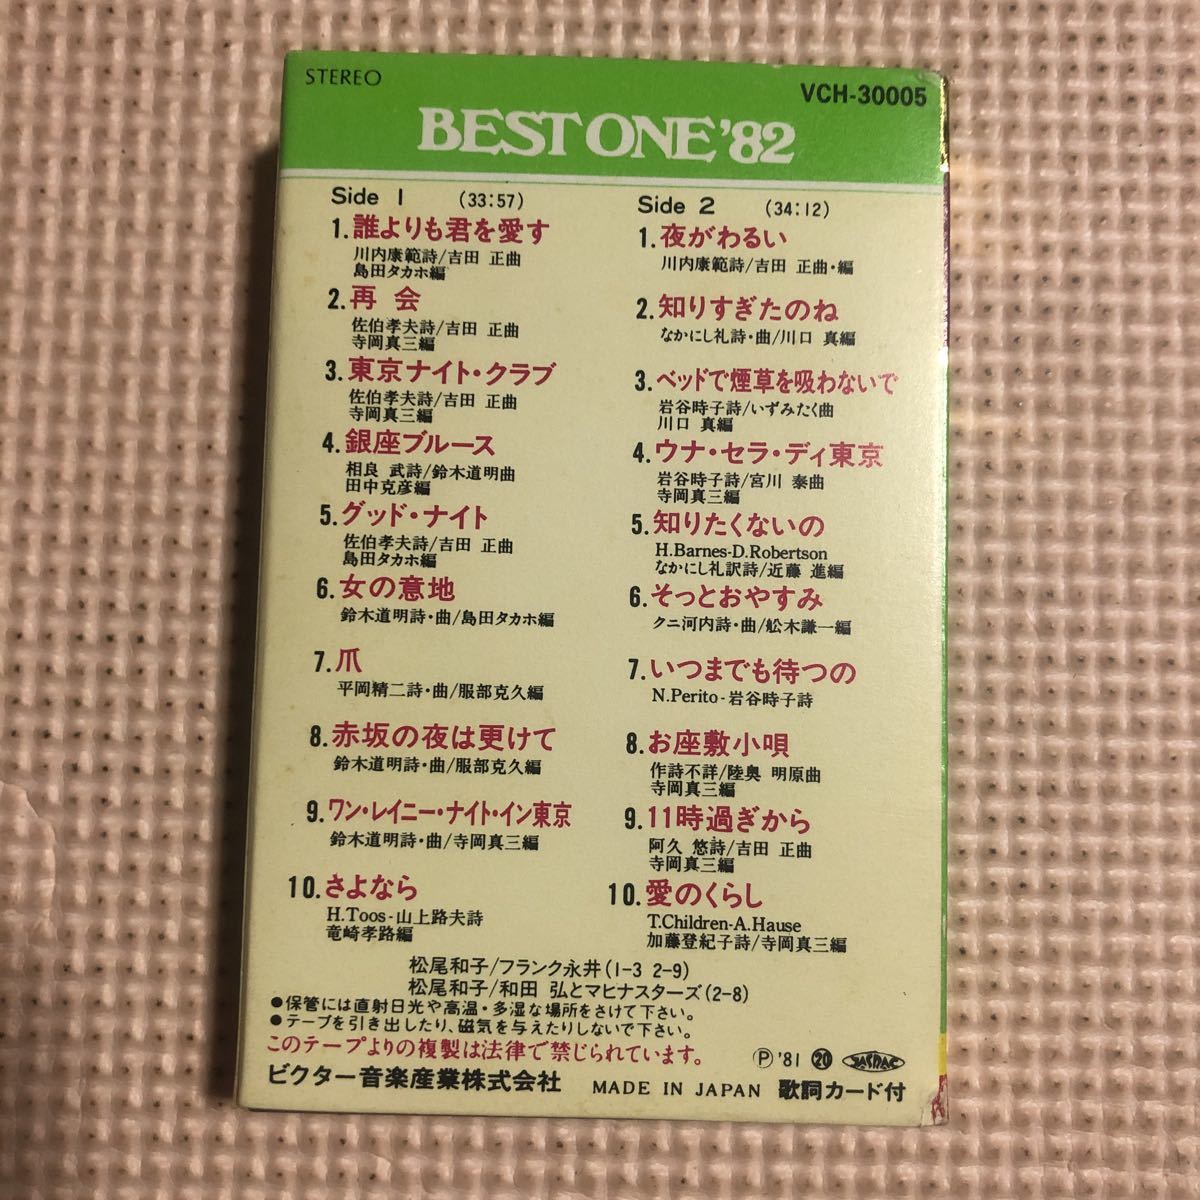 STEREO
VCH-30005
BEST ONE '82
Side 1 (33:57)
1.誰よりも君を愛す
川内康範詩/吉田 正曲
島田タカホ編
2.再 会
佐伯孝夫詩/吉田 正曲
寺岡真三編
3.東京ナイト・クラブ
佐伯孝夫詩/吉田 正曲
寺岡真三編
4.銀座ブルース
相良 武詩/鈴木道明曲
田中克彦編
5.グッド・ナイト
佐伯孝夫詩/吉田 正曲
島田タカホ編
6.女の意地
鈴木道明詩・曲/島田タカホ編
7.爪
平岡精二詩・曲/服部克久編
8.赤坂の夜は更けて
鈴木道明詩・曲/服部克久編
9.ワン・レイニー・ナイト・イン東京
鈴木道明詩・曲/寺岡真三編
10.さよなら
H.Toos-山上路夫詩
竜崎孝路編
Side 2 (34:12)
1.夜がわるい
川内康範詩/吉田 正曲・編
2.知りすぎたのね
なかにし礼詩・曲/川口 真編
3.ベッドで煙草を吸わないで
岩谷時子詩/いずみたく曲
川口 真編
4.ウナ・セラ・ディ東京
岩谷時子詩/宮川 泰曲
寺岡真三編
5.知りたくないの
H.Barnes-D.Robertson
なかにし礼訳詩/近藤 進編
6.そっとおやすみ
クニ河内詩・曲/舩木謙一編
7.いつまでも待つの
N.Perito-岩谷時子詩
8.お座敷小唄
作詩不詳/陸奥 明原曲
寺岡真三編
9.11時過ぎから
阿久 悠詩/吉田 正曲
寺岡真三編
10.愛のくらし
T.Children-A.Hause
加藤登紀子詩/寺岡真三編
松尾和子/フランク永井(1-3 2-9)
松尾和子/和田 弘とマヒナスターズ(2-8)
●保管には直射日光や高温・多湿な場所をさけて下さい。
●テープを引き出したり、磁気を与えたりしないで下さい。
このテープよりの複製は法律で禁じられています。
Ⓟ'81 ⑳ JASRAC
ビクター音楽産業株式会社 MADE IN JAPAN 歌詞カード付